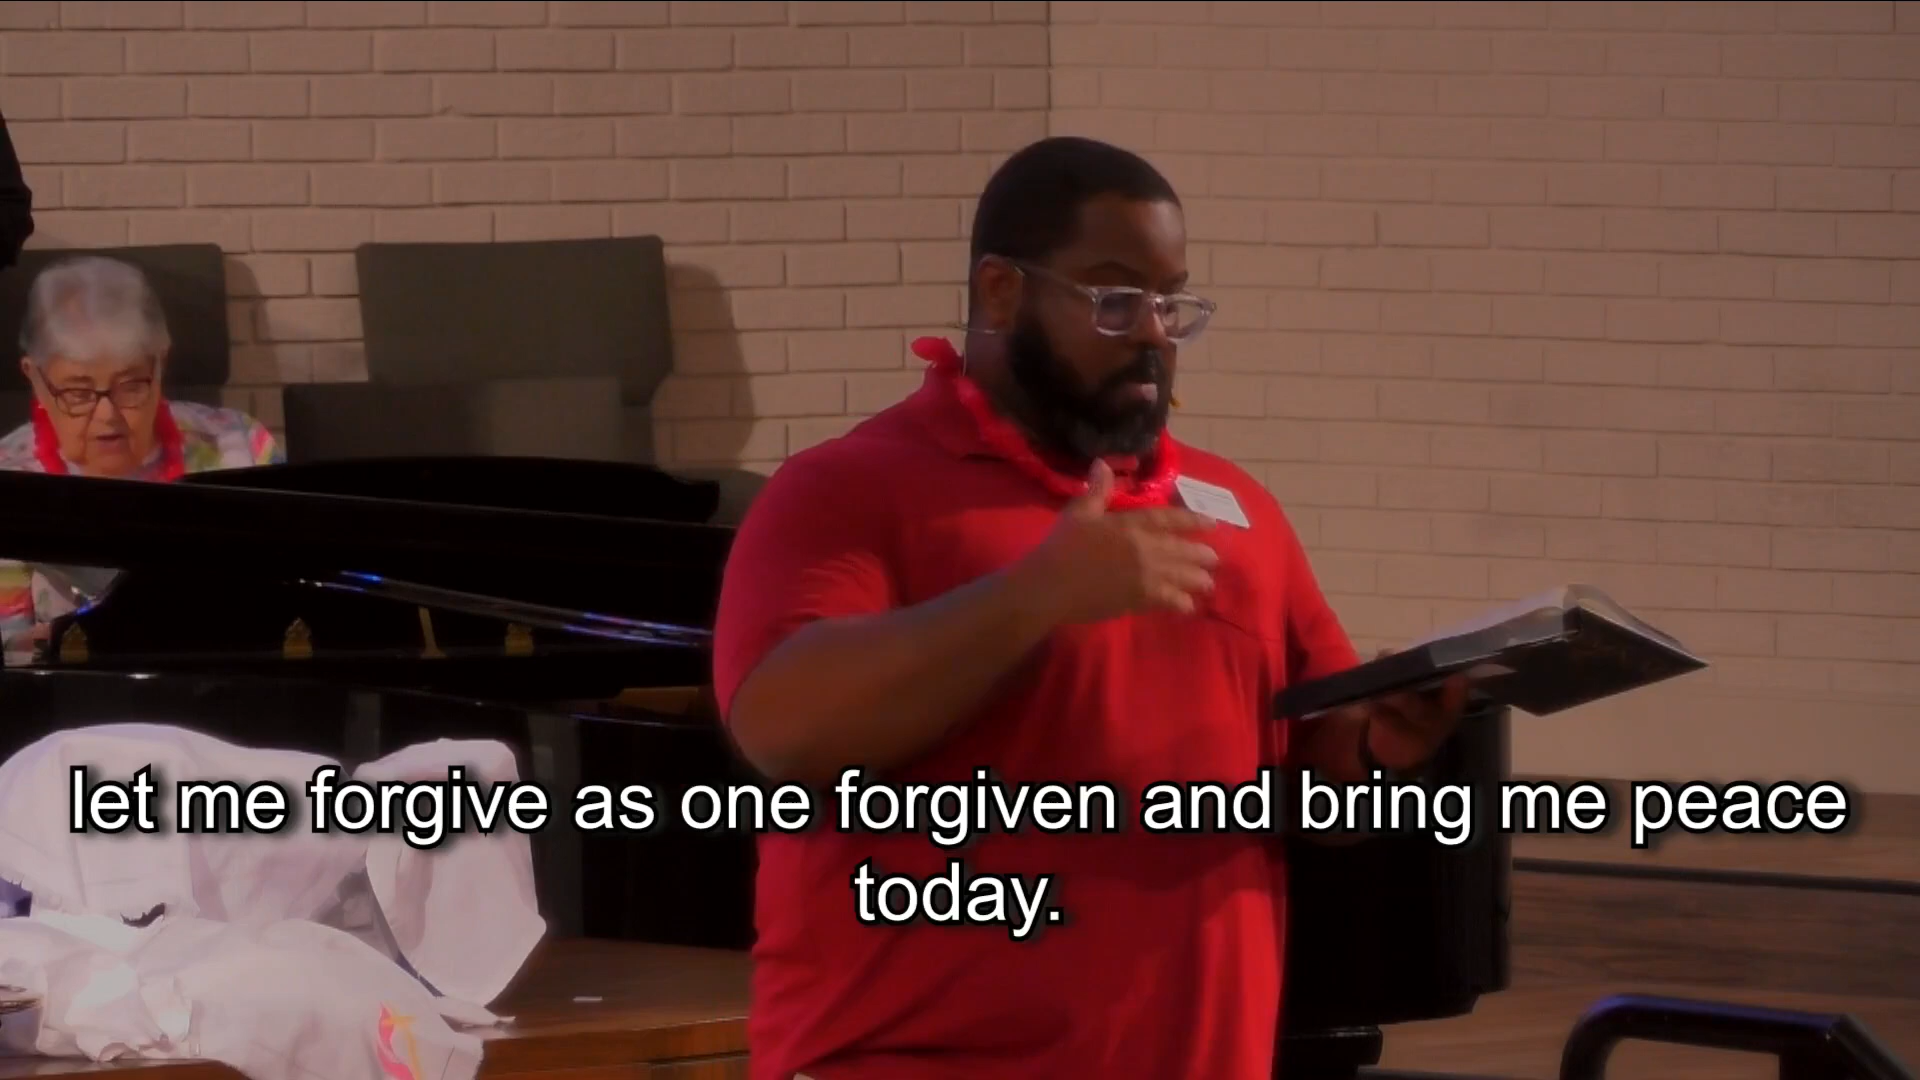 let me forgive as one forgiven and bring me peace
today.